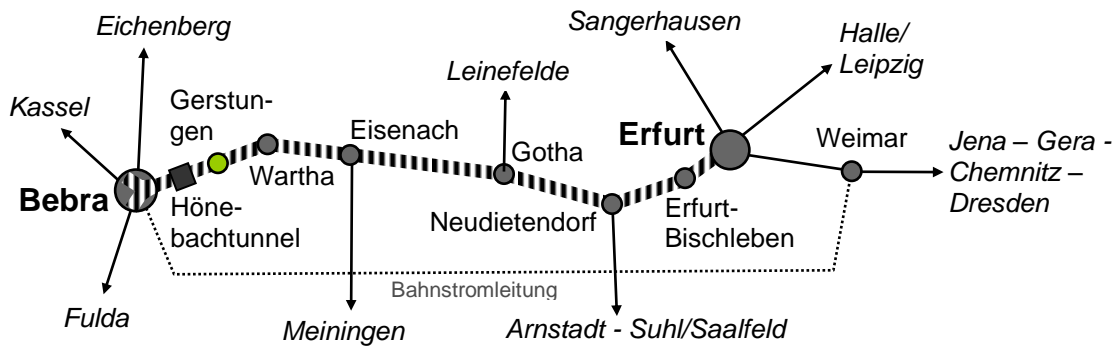 Eichenberg
Sangerhausen
Halle/
Leipzig
Leinefelde
Kassel
Gerstun-
gen
Eisenach
Erfurt
Weimar
Gotha
Jena – Gera -
Chemnitz –
Dresden
Wartha
Bebra
Höne-
bachtunnel
Neudietendorf
Erfurt-
Bischleben
Bahnstromleitung
Fulda
Meiningen
Arnstadt - Suhl/Saalfeld